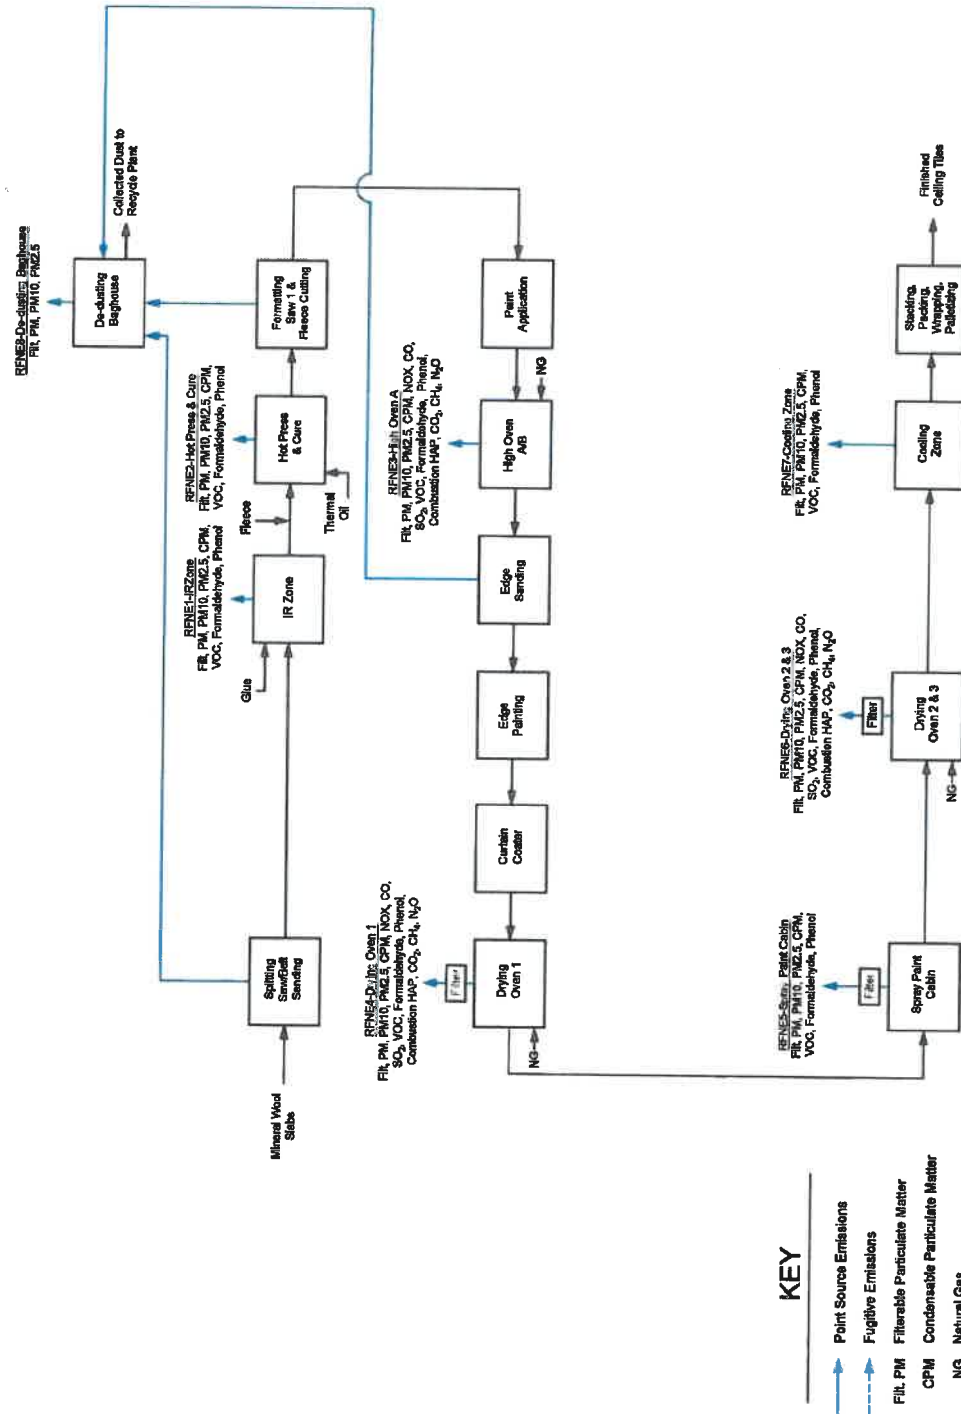 RFNE8-De-dusting Baghouse
Filt, PM, PM10, PM2.5
De-dusting
Baghouse
Collected Dust to
Recycle Plant
Splitting
Saw/Belt
Sanding
Mineral Wool
Slabs
Glue
RFNE1-IRZone
Filt, PM, PM10, PM2.5, CPM,
VOC, Formaldehyde, Phenol
IR Zone
Fleece
RFNE2-Hot Press & Cure
Filt, PM, PM10, PM2.5, CPM,
VOC, Formaldehyde, Phenol
Hot Press
& Cure
Thermal
Oil
Formatting
Saw 1 &
Fleece Cutting
Paint
Application
RFNE3-High Oven A
Filt, PM, PM10, PM2.5, CPM, NOX, CO,
SO₂, VOC, Formaldehyde, Phenol,
Combustion HAP, CO₂, CH₄, N₂O
High Oven
A/B
NG
Edge
Sanding
Edge
Painting
Curtain
Coater
RFNE4-Drying Oven 1
Filt, PM, PM10, PM2.5, CPM, NOX, CO,
SO₂, VOC, Formaldehyde, Phenol,
Combustion HAP, CO₂, CH₄, N₂O
Filter
Drying
Oven 1
NG
RFNE5-Spray Paint Cabin
Filt, PM, PM10, PM2.5, CPM,
VOC, Formaldehyde, Phenol
Filter
Spray Paint
Cabin
RFNE6-Drying Oven 2 & 3
Filt, PM, PM10, PM2.5, CPM, NOX, CO,
SO₂, VOC, Formaldehyde, Phenol,
Combustion HAP, CO₂, CH₄, N₂O
Filter
Drying
Oven 2 & 3
NG
RFNE7-Cooling Zone
Filt, PM, PM10, PM2.5, CPM,
VOC, Formaldehyde, Phenol
Cooling
Zone
Stacking,
Packing,
Wrapping,
Palletizing
Finished
Ceiling Tiles
KEY
Point Source Emissions
Fugitive Emissions
Filt. PM Filterable Particulate Matter
CPM Condensable Particulate Matter
NG Natural Gas